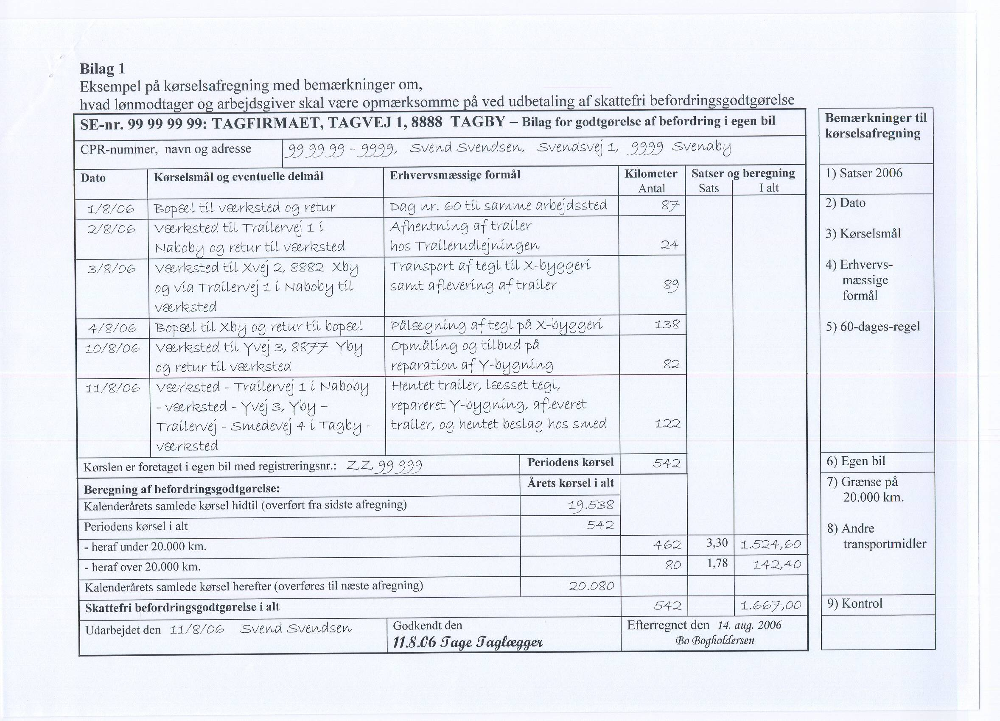 Bilag 1
Eksempel på kørselsafregning med bemærkninger om,
hvad lønmodtager og arbejdsgiver skal være opmærksomme på ved udbetaling af skattefri befordringsgodtgørelse
SE-nr. 99 99 99 99: TAGFIRMAET, TAGVEJ 1, 8888 TAGBY – Bilag for godtgørelse af befordring i egen bil
CPR-nummer, navn og adresse 99 99 99 - 9999, Svend Svendsen, Svendsvej 1, 9999 Svendby
Dato Kørselsmål og eventuelle delmål Erhvervsmæssige formål Kilometer Satser og beregning
Antal Sats I alt
1/8/06 Bopæl til værksted og retur Dag nr. 60 til samme arbejdssted 87
2/8/06 Værksted til Trailervej 1 i Afhentning af trailer
Naboby og retur til værksted hos Trailerudlejningen 24
3/8/06 Værksted til Xvej 2, 8882 Xby Transport af tegl til X-byggeri
og via Trailervej 1 i Naboby til samt aflevering af trailer 89
værksted
4/8/06 Bopæl til Xby og retur til bopæl Pålægning af tegl på X-byggeri 138
10/8/06 Værksted til Yvej 3, 8877 Yby Opmåling og tilbud på
og retur til værksted reparation af Y-bygning 82
11/8/06 Værksted - Trailervej 1 i Naboby Hentet trailer, læsset tegl,
- værksted - Yvej 3, Yby - repareret Y-bygning, afleveret
Trailervej - Smedevej 4 i Tagby - trailer, og hentet beslag hos smed 122
værksted
Kørslen er foretaget i egen bil med registreringsnr.: ZZ 99 999 Periodens kørsel 542
Beregning af befordringsgodtgørelse: Årets kørsel i alt
Kalenderårets samlede kørsel hidtil (overført fra sidste afregning) 19.538
Periodens kørsel i alt 542
- heraf under 20.000 km. 462 3,30 1.524,60
- heraf over 20.000 km. 80 1,78 142,40
Kalenderårets samlede kørsel herefter (overføres til næste afregning) 20.080
Skattefri befordringsgodtgørelse i alt 542 1.667,00
Udarbejdet den 11/8/06 Svend Svendsen Godkendt den Efterregnet den 14. aug. 2006
11.8.06 Tage Taglægger Bo Bogholdersen
Bemærkninger til
kørselsafregning
1) Satser 2006
2) Dato
3) Kørselsmål
4) Erhvervs-
mæssige
formål
5) 60-dages-regel
6) Egen bil
7) Grænse på
20.000 km.
8) Andre
transportmidler
9) Kontrol